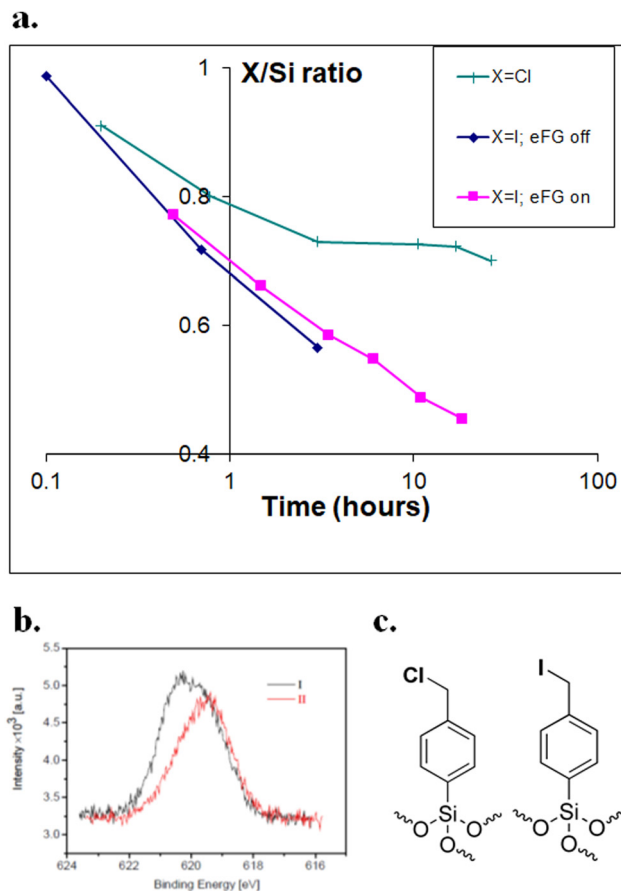 a.
X/Si ratio
X=Cl
X=I; eFG off
X=I; eFG on
1
0.8
0.6
0.4
0.1 1 10 100
Time (hours)
b.
c.
5.5
5.0
4.5
4.0
3.5
3.0
Intensity ×10³ [a.u.]
I
II
624 622 620 618 616
Binding Energy [eV]
Cl I
Si Si
O O O O
O O